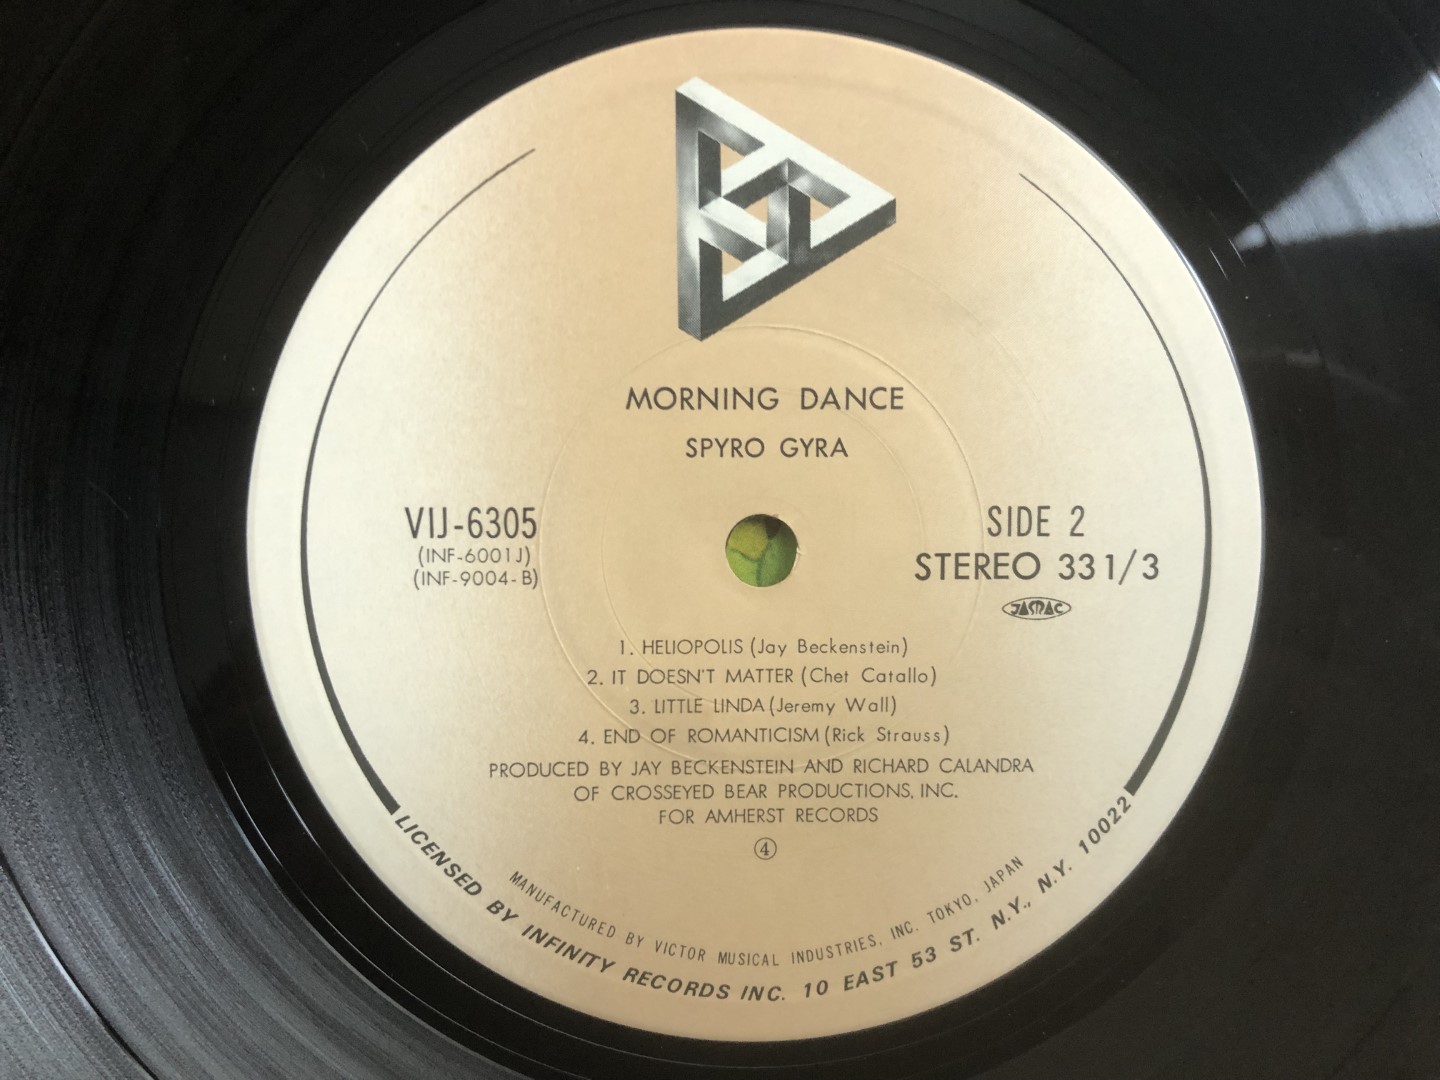 MORNING DANCE
SPYRO GYRA
VIJ-6305
(INF-6001J)
(INF-9004-B)
SIDE 2
STEREO 33 1/3
JASRAC
1. HELIOPOLIS (Jay Beckenstein)
2. IT DOESN'T MATTER (Chet Catallo)
3. LITTLE LINDA (Jeremy Wall)
4. END OF ROMANTICISM (Rick Strauss)
PRODUCED BY JAY BECKENSTEIN AND RICHARD CALANDRA
OF CROSSEYED BEAR PRODUCTIONS, INC.
FOR AMHERST RECORDS
④
MANUFACTURED BY VICTOR MUSICAL INDUSTRIES, INC. TOKYO, JAPAN
LICENSED BY INFINITY RECORDS INC. 10 EAST 53 ST. N.Y., N.Y. 10022